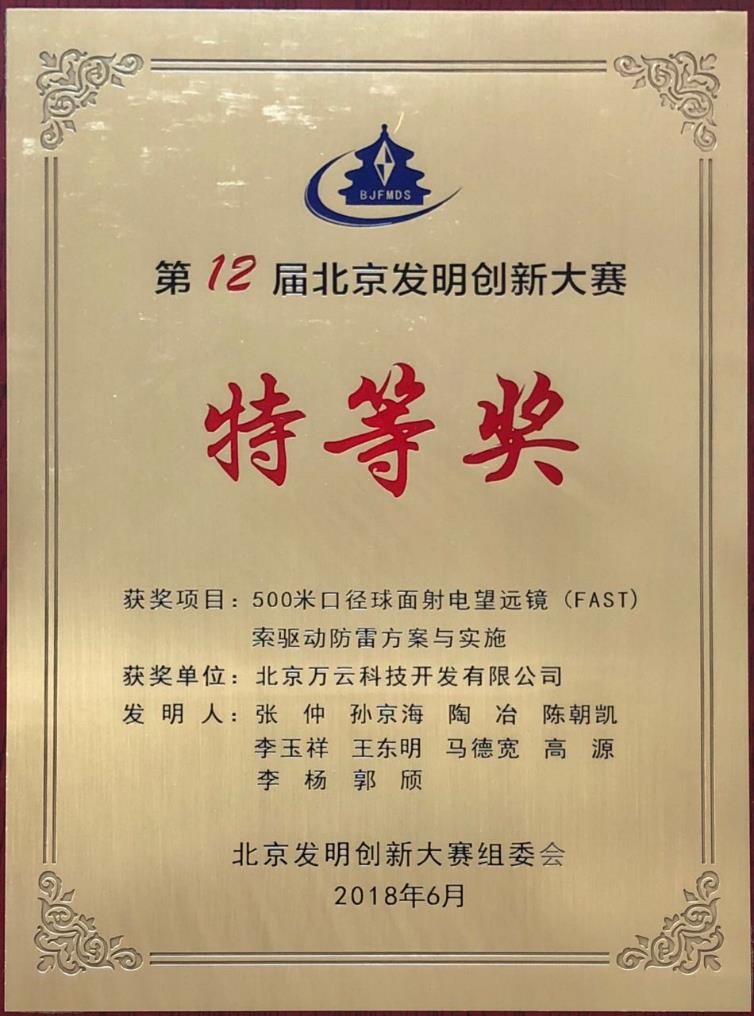 BJFMDS
第12届北京发明创新大赛
特等奖
获奖项目：500米口径球面射电望远镜（FAST）
索驱动防雷方案与实施
获奖单位：北京万云科技开发有限公司
发 明 人：张 仲 孙京海 陶 冶 陈朝凯
李玉祥 王东明 马德宽 高 源
李 杨 郭 颀
北京发明创新大赛组委会
2018年6月